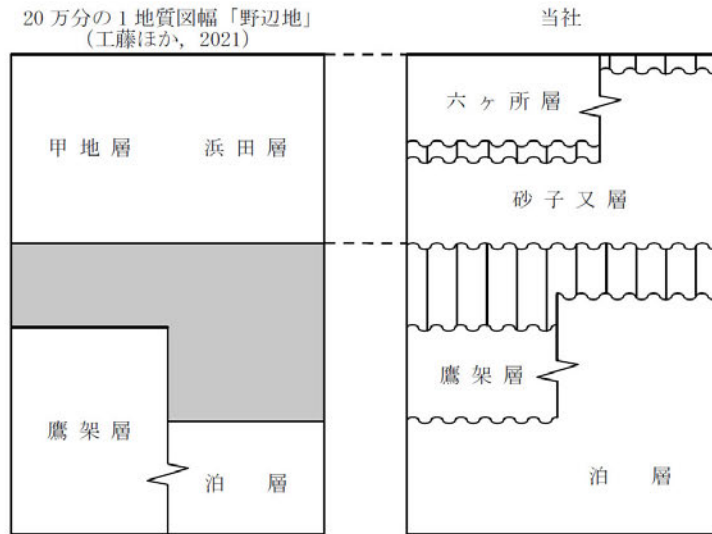 20万分の1地質図幅「野辺地」
(工藤ほか, 2021)
当社
甲地層
浜田層
鷹架層
泊　層
六ヶ所層
砂子又層
鷹架層
泊　層